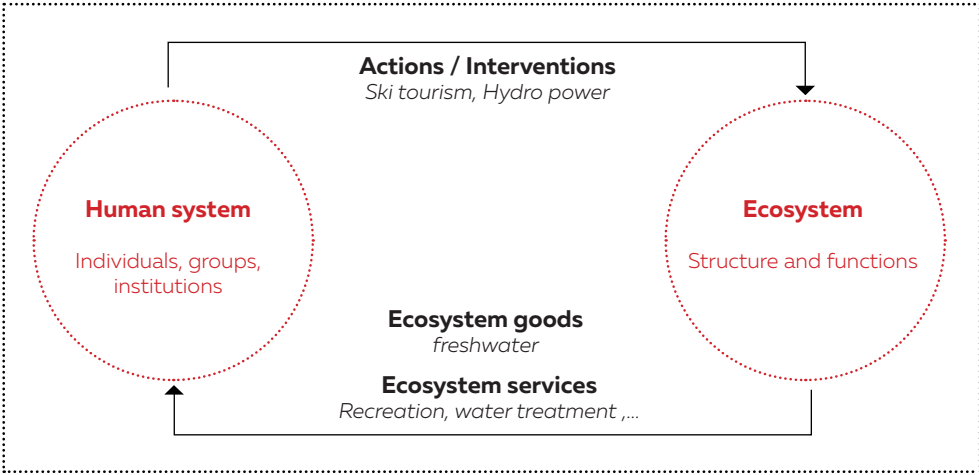 Actions / Interventions
Ski tourism, Hydro power
Human system
Individuals, groups,
institutions
Ecosystem
Structure and functions
Ecosystem goods
freshwater
Ecosystem services
Recreation, water treatment ,...